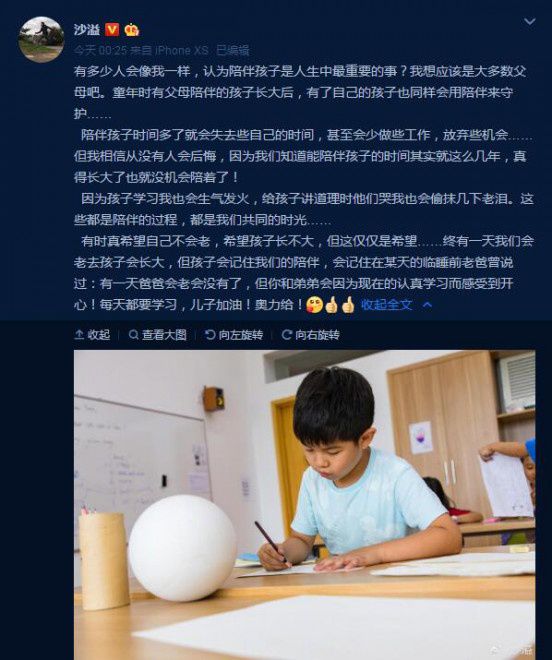 沙溢
今天 00:25 来自 iPhone XS 已编辑
有多少人会像我一样，认为陪伴孩子是人生中最重要的事？我想应该是大多数父
母吧。童年时有父母陪伴的孩子长大后，有了自己的孩子也同样会用陪伴来守
护……
陪伴孩子时间多了就会失去些自己的时间，甚至会少做些工作，放弃些机会……
但我相信从没有人会后悔，因为我们知道能陪伴孩子的时间其实就这么几年，真
得长大了也就没机会陪着了！
因为孩子学习我也会生气发火，给孩子讲道理时他们哭我也会偷抹几下老泪。这
些都是陪伴的过程，都是我们共同的时光……
有时真希望自己不会老，希望孩子长不大，但这仅仅是希望……终有一天我们会
老去孩子会长大，但孩子会记住我们的陪伴，会记住在某天的临睡前老爸曾说
过：有一天爸爸会老会没有了，但你和弟弟会因为现在的认真学习而感受到开
心！每天都要学习，儿子加油！奥力给！ 收起全文
收起 查看大图 向左旋转 向右旋转